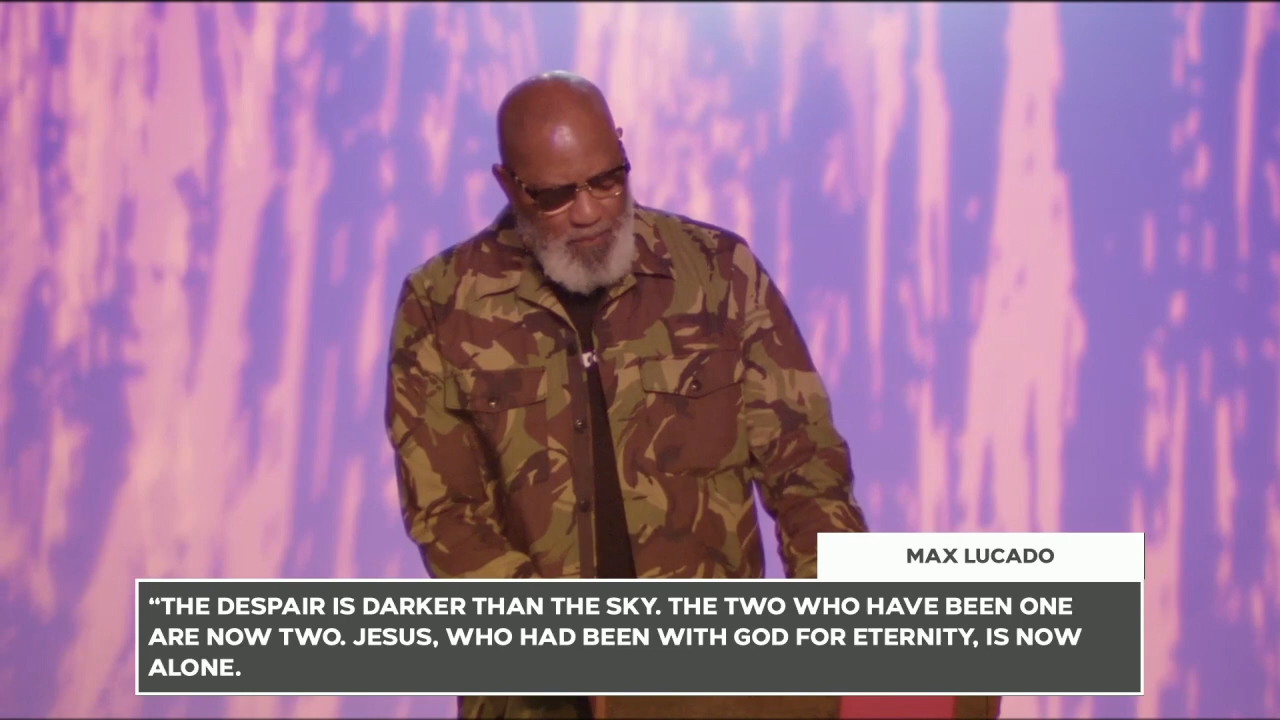 MAX LUCADO
“THE DESPAIR IS DARKER THAN THE SKY. THE TWO WHO HAVE BEEN ONE
ARE NOW TWO. JESUS, WHO HAD BEEN WITH GOD FOR ETERNITY, IS NOW
ALONE.